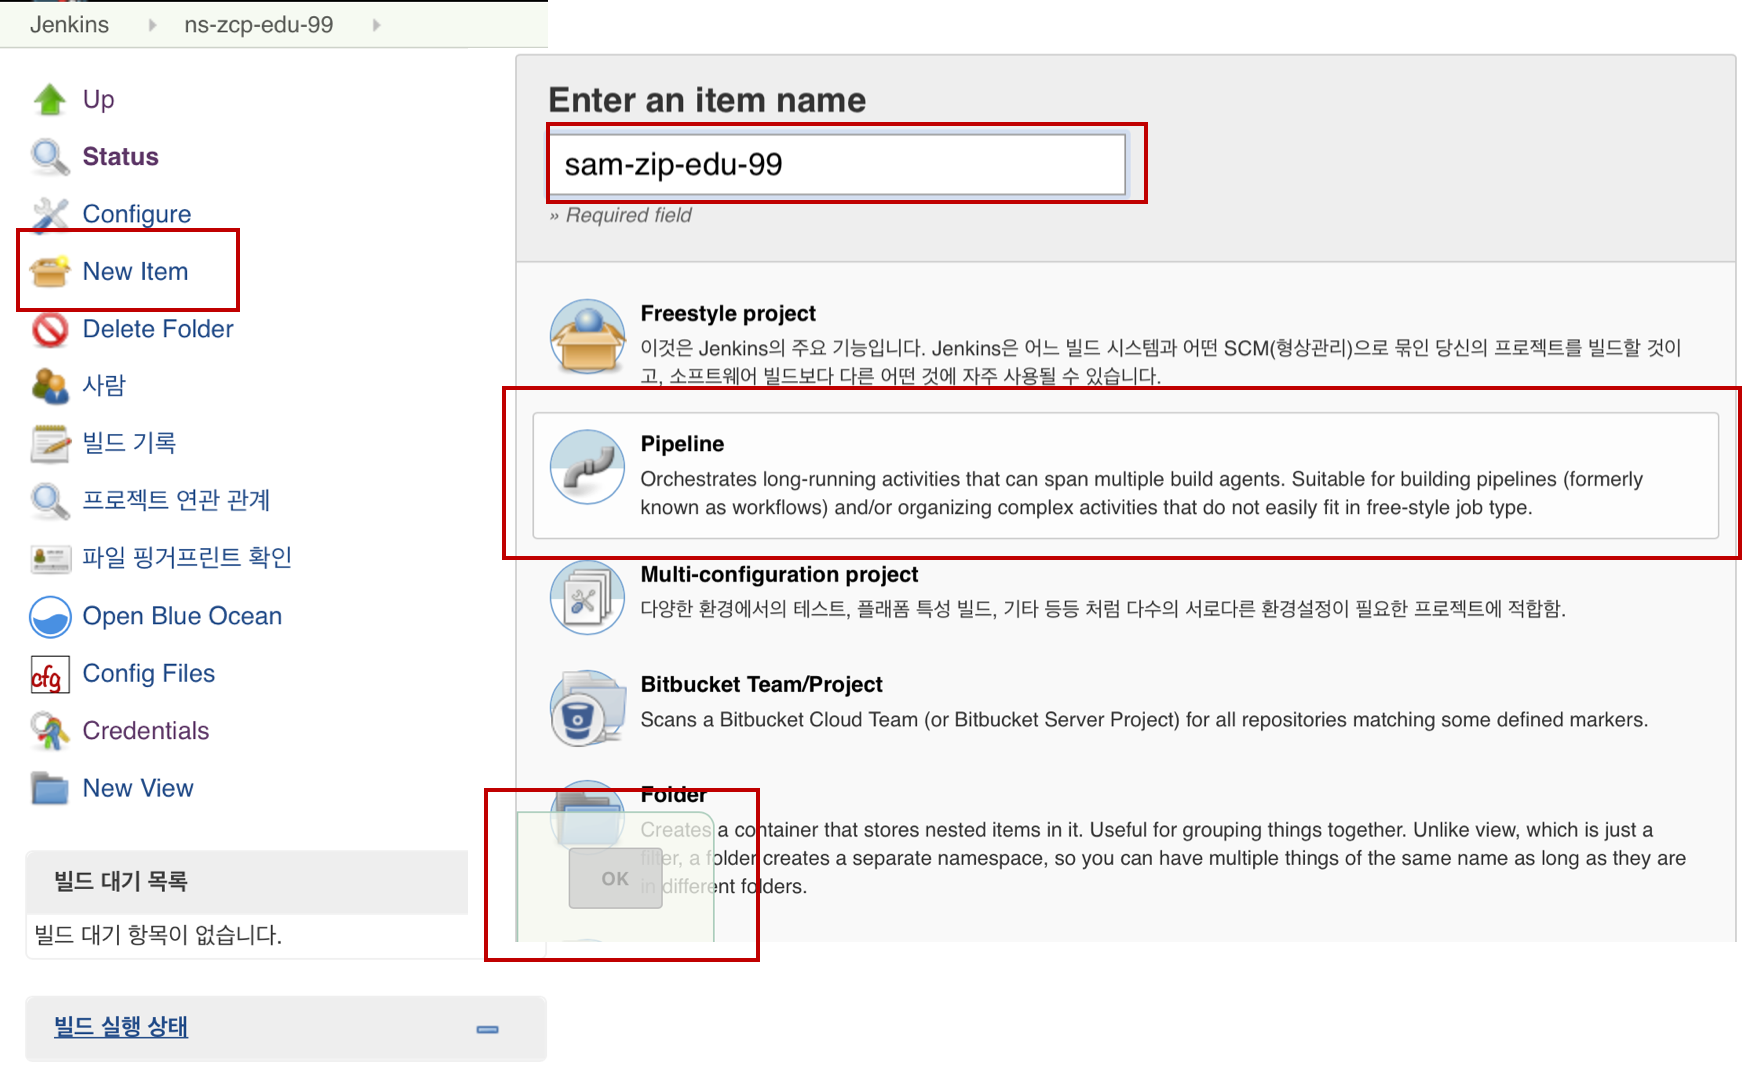 Jenkins
ns-zcp-edu-99
Up
Status
Configure
New Item
Delete Folder
사람
빌드 기록
프로젝트 연관 관계
파일 핑거프린트 확인
Open Blue Ocean
cfg
Config Files
Credentials
New View
빌드 대기 목록
빌드 대기 항목이 없습니다.
빌드 실행 상태
Enter an item name
sam-zip-edu-99
» Required field
Freestyle project
이것은 Jenkins의 주요 기능입니다. Jenkins은 어느 빌드 시스템과 어떤 SCM(형상관리)으로 묶인 당신의 프로젝트를 빌드할 것이
고, 소프트웨어 빌드보다 다른 어떤 것에 자주 사용될 수 있습니다.
Pipeline
Orchestrates long-running activities that can span multiple build agents. Suitable for building pipelines (formerly
known as workflows) and/or organizing complex activities that do not easily fit in free-style job type.
Multi-configuration project
다양한 환경에서의 테스트, 플래폼 특성 빌드, 기타 등등 처럼 다수의 서로다른 환경설정이 필요한 프로젝트에 적합함.
Bitbucket Team/Project
Scans a Bitbucket Cloud Team (or Bitbucket Server Project) for all repositories matching some defined markers.
Folder
Creates a container that stores nested items in it. Useful for grouping things together. Unlike view, which is just a
filter, a folder creates a separate namespace, so you can have multiple things of the same name as long as they are
in different folders.
OK